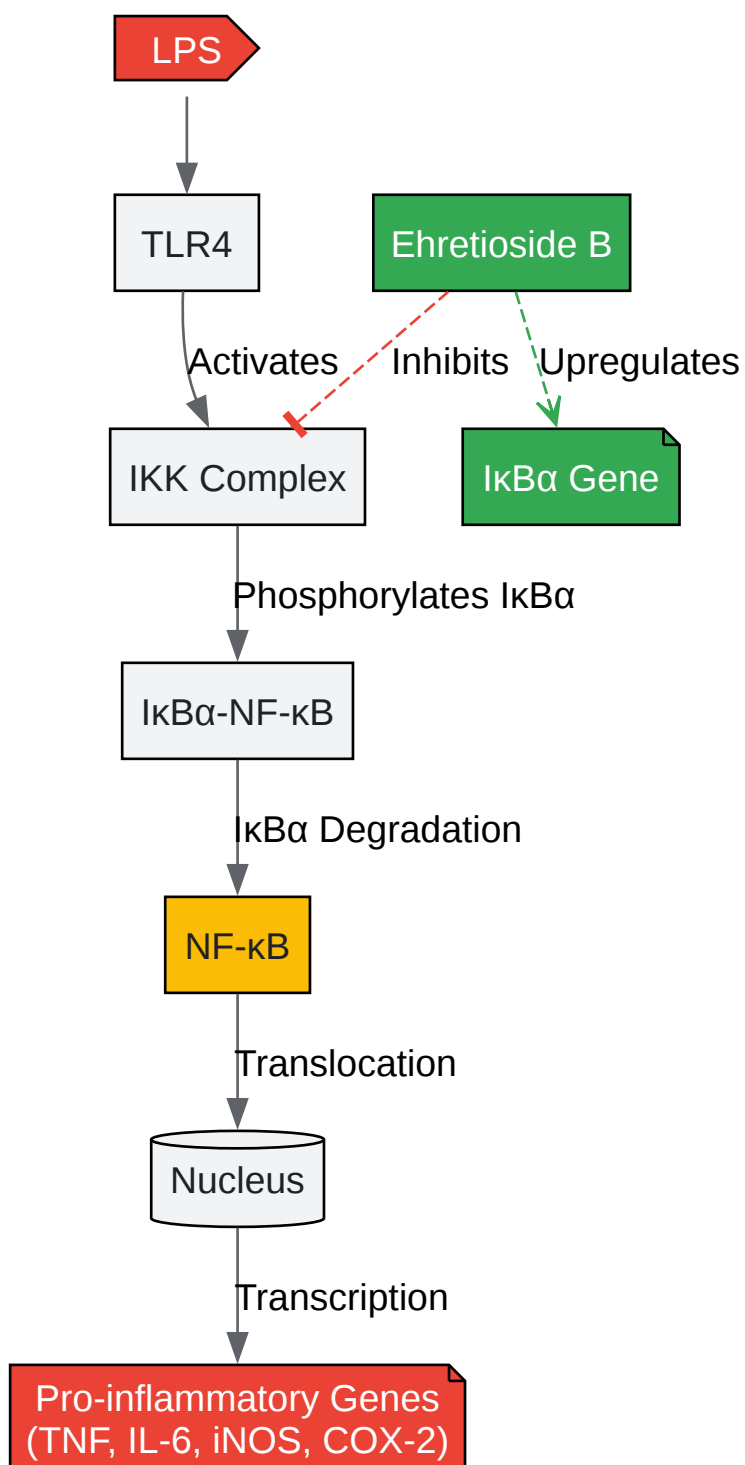 LPS
TLR4
Ehretioside B
Activates
Inhibits
Upregulates
IKK Complex
IκBα Gene
Phosphorylates IκBα
IκBα-NF-κB
IκBα Degradation
NF-κB
Translocation
Nucleus
Transcription
Pro-inflammatory Genes
(TNF, IL-6, iNOS, COX-2)